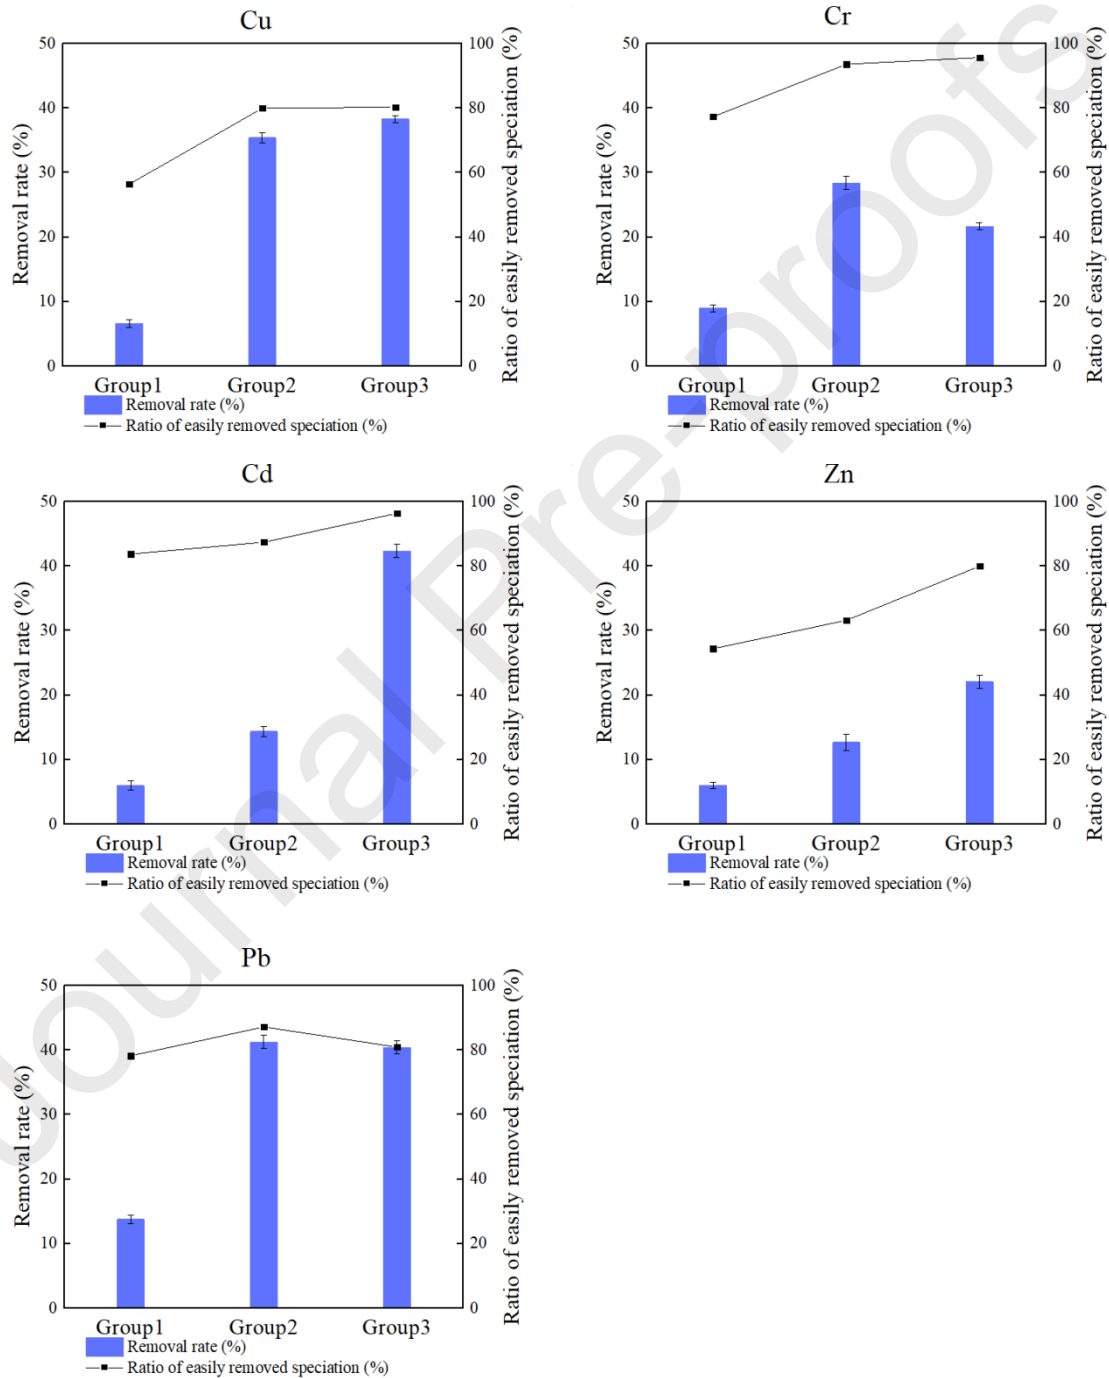 Cu
50
40
30
20
10
0
Removal rate (%)
100
80
60
40
20
0
Ratio of easily removed speciation (%)
Group1 Group2 Group3
Removal rate (%)
Ratio of easily removed speciation (%)
Cr
50
40
30
20
10
0
Removal rate (%)
100
80
60
40
20
0
Ratio of easily removed speciation (%)
Group1 Group2 Group3
Removal rate (%)
Ratio of easily removed speciation (%)
Cd
50
40
30
20
10
0
Removal rate (%)
100
80
60
40
20
0
Ratio of easily removed speciation (%)
Group1 Group2 Group3
Removal rate (%)
Ratio of easily removed speciation (%)
Zn
50
40
30
20
10
0
Removal rate (%)
100
80
60
40
20
0
Ratio of easily removed speciation (%)
Group1 Group2 Group3
Removal rate (%)
Ratio of easily removed speciation (%)
Pb
50
40
30
20
10
0
Removal rate (%)
100
80
60
40
20
0
Ratio of easily removed speciation (%)
Group1 Group2 Group3
Removal rate (%)
Ratio of easily removed speciation (%)
Journal Pre-proofs